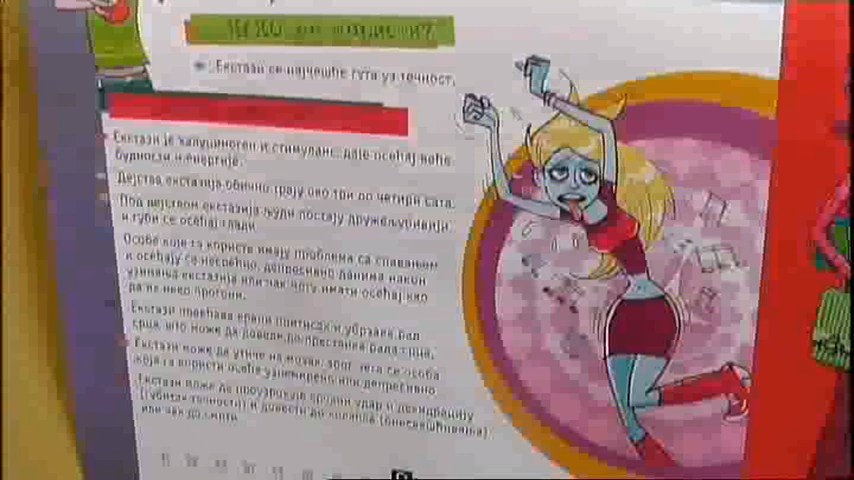 „Екстази се најчешће гута уз течност.
Екстази је халуциноген и стимуланс, даје осећај веће
будности и енергије.
Дејства екстазија обично трају око три до четири сата.
Под дејством екстазија људи постају дружељубивији
и губи се осећај глади.
Особе које га користе имају проблема са спавањем
и осећају се несрећно, депресивно данима након
узимања екстазија или чак могу имати осећај као
да их неко прогони.
Екстази повећава крвни притисак и убрзава рад
срца, што може да доведе до престанка рада срца.
Екстази може да утиче на мозак, због чега се особа
која га користи осећа узнемирено или депресивно.
Екстази може да проузрокује врућни удар и дехидрацију
(губитак течности) и довести до колапса (онесвешћивања)
или чак до смрти.